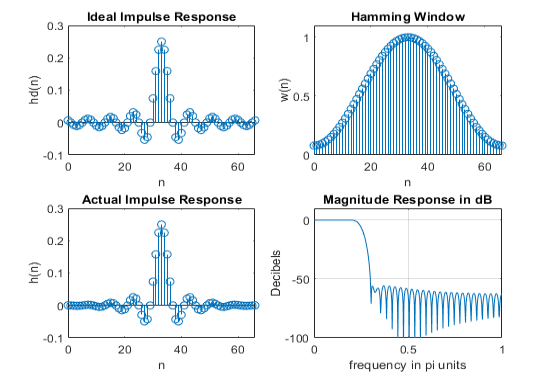 Ideal Impulse Response
0.3
0.2
0.1
0
-0.1
hd(n)
0 20 40 60
n
Hamming Window
1
0.5
0
w(n)
0 20 40 60
n
Actual Impulse Response
0.3
0.2
0.1
0
-0.1
h(n)
0 20 40 60
n
Magnitude Response in dB
0
-50
-100
Decibels
0 0.5 1
frequency in pi units